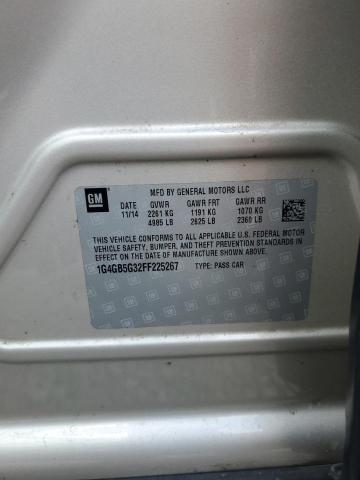 GM
MFD BY GENERAL MOTORS LLC
DATE GVWR GAWR FRT GAWR RR
11/14 2261 KG 1191 KG 1070 KG
4985 LB 2625 LB 2360 LB
THIS VEHICLE CONFORMS TO ALL APPLICABLE U.S. FEDERAL MOTOR
VEHICLE SAFETY, BUMPER, AND THEFT PREVENTION STANDARDS
IN EFFECT ON THE DATE OF MANUFACTURE SHOWN ABOVE.
1G4GB5G32FF225267 TYPE: PASS CAR